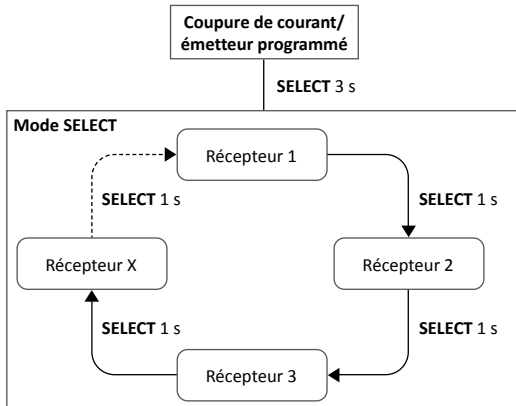 Coupure de courant/
émetteur programmé
SELECT 3 s
Mode SELECT
Récepteur 1
SELECT 1 s
SELECT 1 s
Récepteur X
Récepteur 2
SELECT 1 s
SELECT 1 s
Récepteur 3